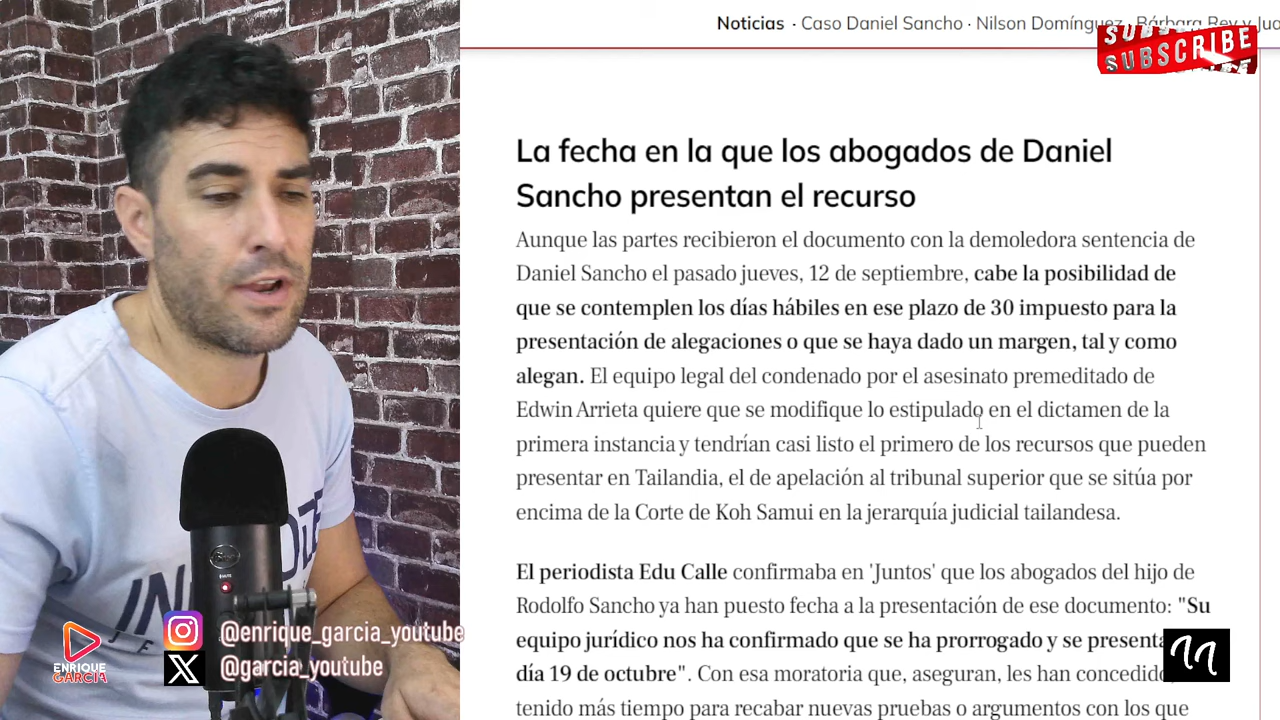 Noticias · Caso Daniel Sancho · Nilson Domínguez · Bárbara Rey y Jua
SUBSCRIBE
La fecha en la que los abogados de Daniel
Sancho presentan el recurso
Aunque las partes recibieron el documento con la demoledora sentencia de
Daniel Sancho el pasado jueves, 12 de septiembre, cabe la posibilidad de
que se contemplen los días hábiles en ese plazo de 30 impuesto para la
presentación de alegaciones o que se haya dado un margen, tal y como
alegan. El equipo legal del condenado por el asesinato premeditado de
Edwin Arrieta quiere que se modifique lo estipulado en el dictamen de la
primera instancia y tendrían casi listo el primero de los recursos que pueden
presentar en Tailandia, el de apelación al tribunal superior que se sitúa por
encima de la Corte de Koh Samui en la jerarquía judicial tailandesa.
El periodista Edu Calle confirmaba en 'Juntos' que los abogados del hijo de
Rodolfo Sancho ya han puesto fecha a la presentación de ese documento: "Su
equipo jurídico nos ha confirmado que se ha prorrogado y se presenta
día 19 de octubre". Con esa moratoria que, aseguran, les han concedido
tenido más tiempo para recabar nuevas pruebas o argumentos con los que
@enrique_garcia_youtube
@garcia_youtube
ENRIQUE
GARCIA